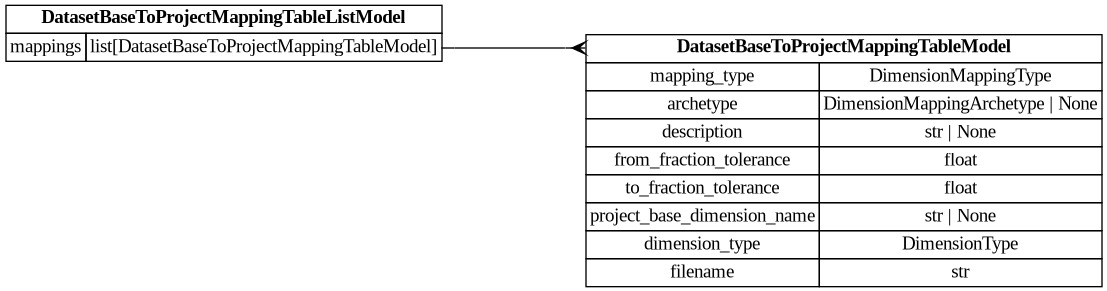 DatasetBaseToProjectMappingTableListModel
mappings list[DatasetBaseToProjectMappingTableModel]
DatasetBaseToProjectMappingTableModel
mapping_type DimensionMappingType
archetype DimensionMappingArchetype | None
description str | None
from_fraction_tolerance float
to_fraction_tolerance float
project_base_dimension_name str | None
dimension_type DimensionType
filename str